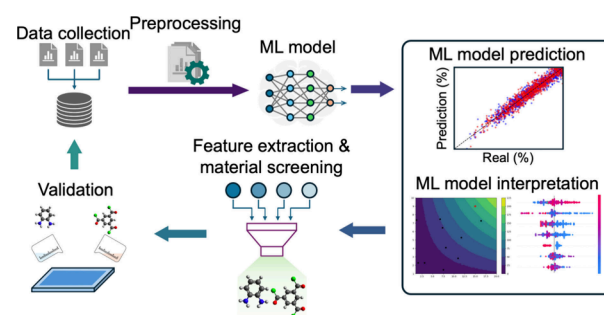 Data collection
Preprocessing
ML model
ML model prediction
Prediction (%)
Real (%)
Feature extraction &
material screening
ML model interpretation
Validation